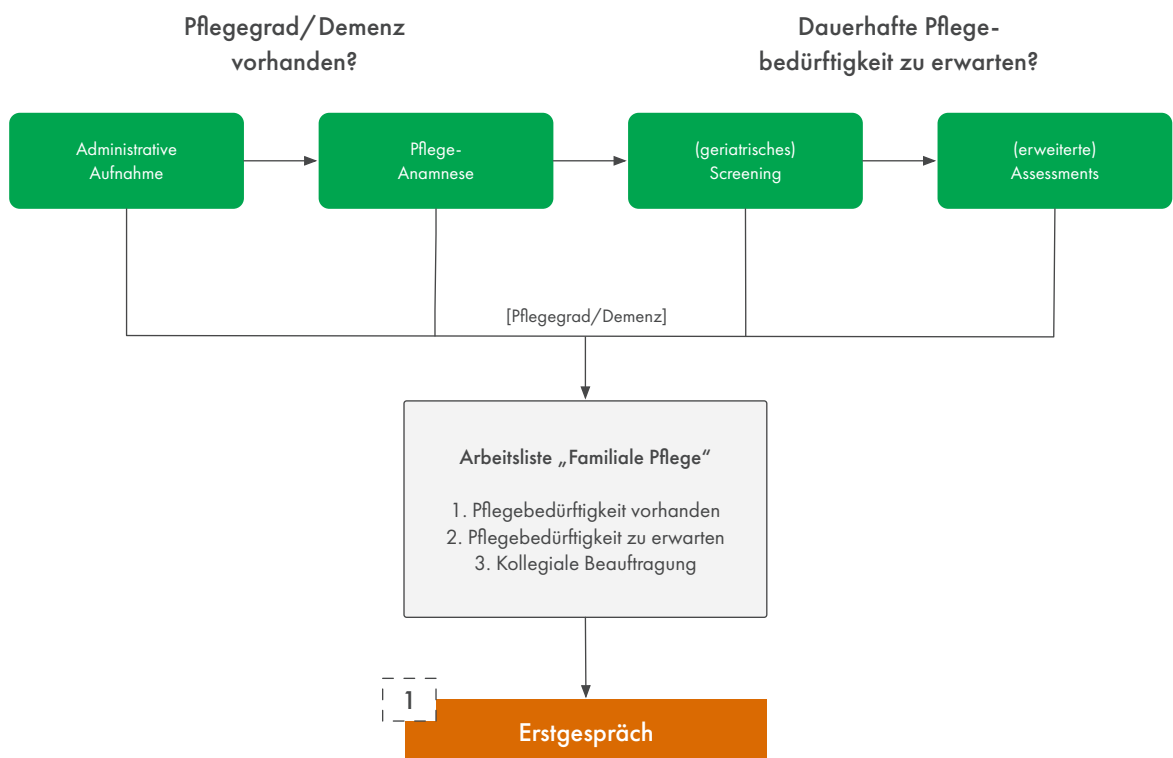 Pflegegrad/Demenz
vorhanden?
Dauerhafte Pflege-
bedürftigkeit zu erwarten?
Administrative
Aufnahme
Pflege-
Anamnese
(geriatrisches)
Screening
(erweiterte)
Assessments
[Pflegegrad/Demenz]
Arbeitsliste „Familiale Pflege“
1. Pflegebedürftigkeit vorhanden
2. Pflegebedürftigkeit zu erwarten
3. Kollegiale Beauftragung
1
Erstgespräch